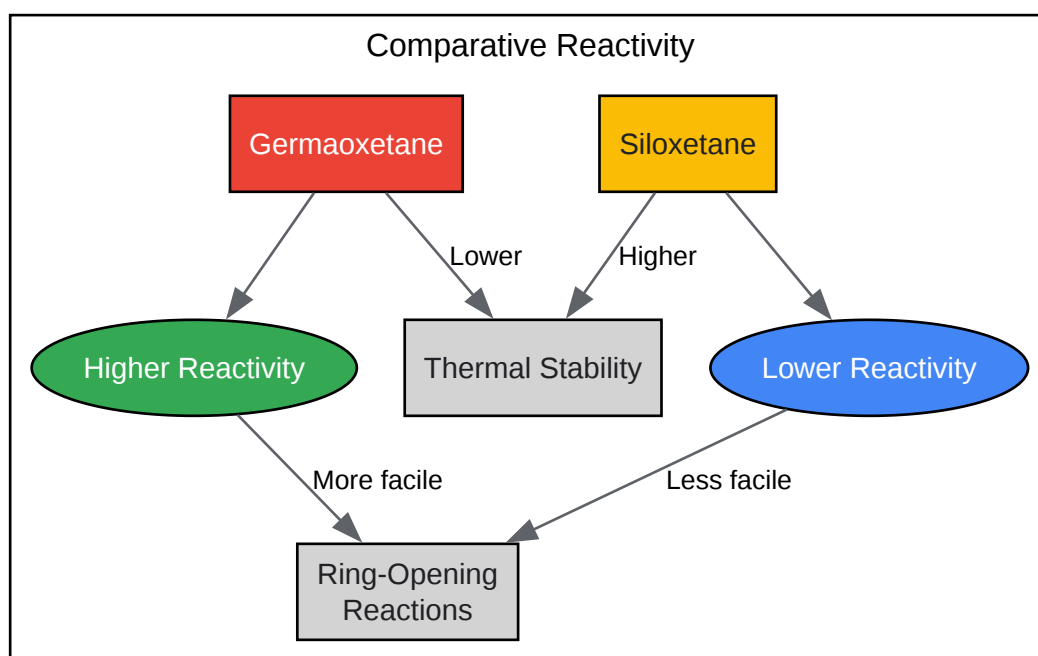 Comparative Reactivity
Germaoxetane
Siloxetane
Lower
Higher
Higher Reactivity
Thermal Stability
Lower Reactivity
More facile
Less facile
Ring-Opening
Reactions